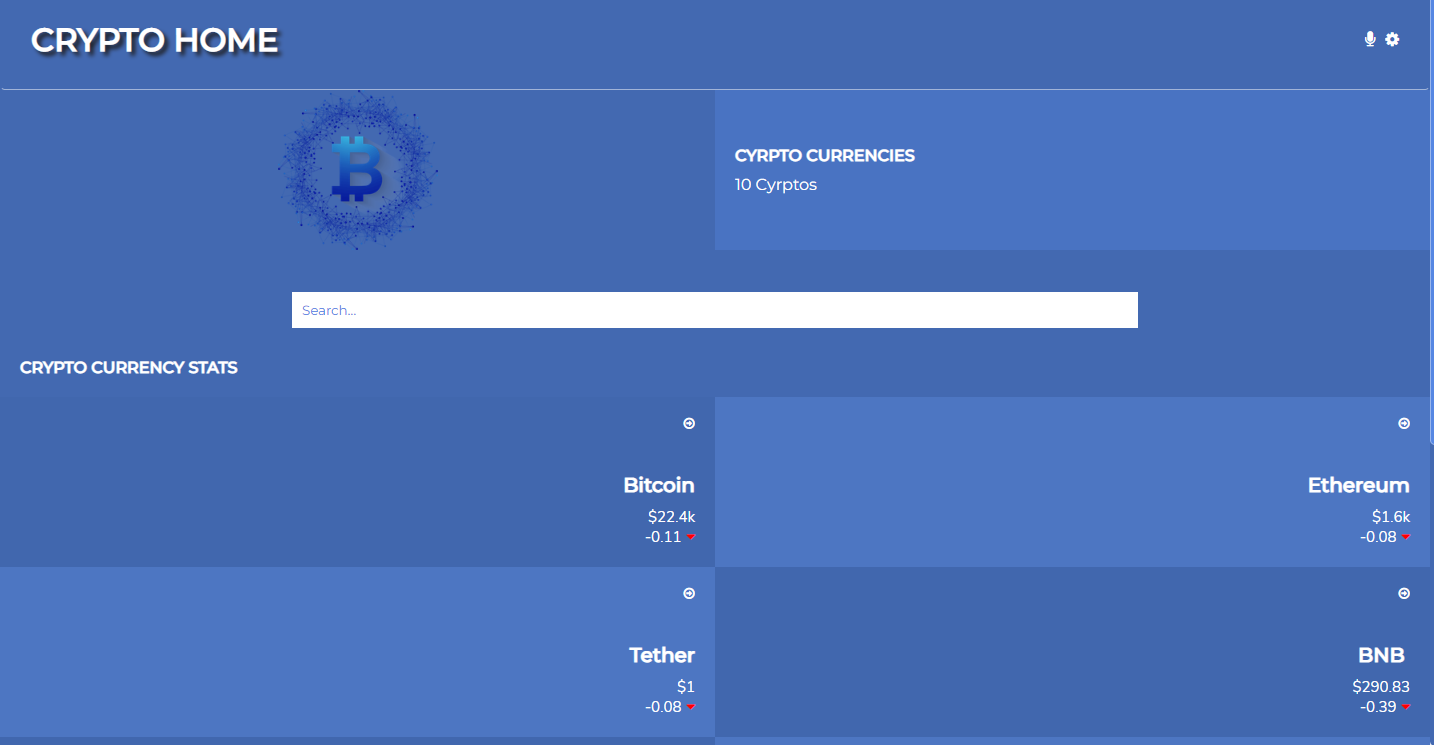 CRYPTO HOME
CYRPTO CURRENCIES
10 Cyrptos
Search...
CRYPTO CURRENCY STATS
Bitcoin
$22.4k
-0.11
Ethereum
$1.6k
-0.08
Tether
$1
-0.08
BNB
$290.83
-0.39